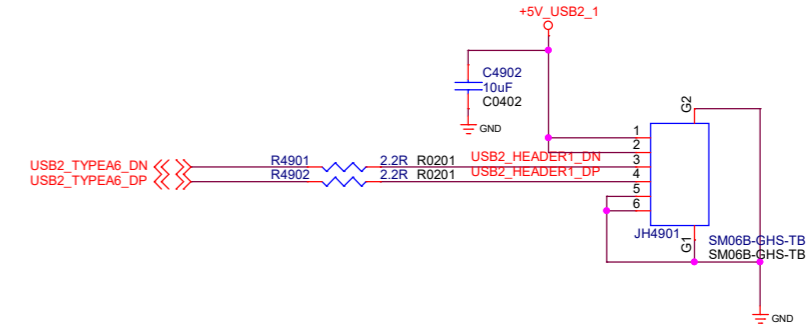 +5V_USB2_1
C4902
10uF
C0402
GND
G2
1
2
USB2_TYPEA6_DN R4901 2.2R R0201 USB2_HEADER1_DN 3
USB2_TYPEA6_DP R4902 2.2R R0201 USB2_HEADER1_DP 4
5
6
JH4901 G1 SM06B-GHS-TB
SM06B-GHS-TB
GND